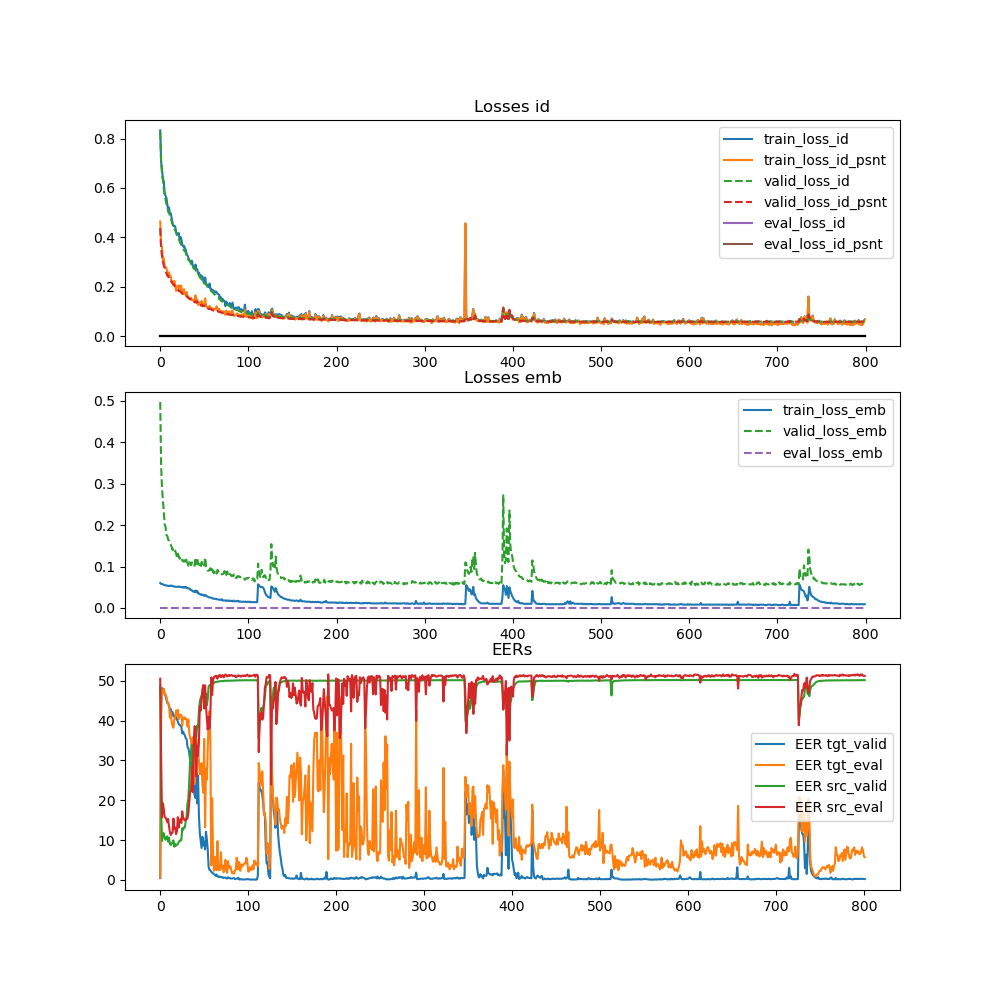 Losses id
0.8
0.6
0.4
0.2
0.0
train_loss_id
train_loss_id_psnt
valid_loss_id
valid_loss_id_psnt
eval_loss_id
eval_loss_id_psnt
0 100 200 300 400 500 600 700 800
Losses emb
0.5
0.4
0.3
0.2
0.1
0.0
train_loss_emb
valid_loss_emb
eval_loss_emb
0 100 200 300 400 500 600 700 800
EERs
50
40
30
20
10
0
EER tgt_valid
EER tgt_eval
EER src_valid
EER src_eval
0 100 200 300 400 500 600 700 800